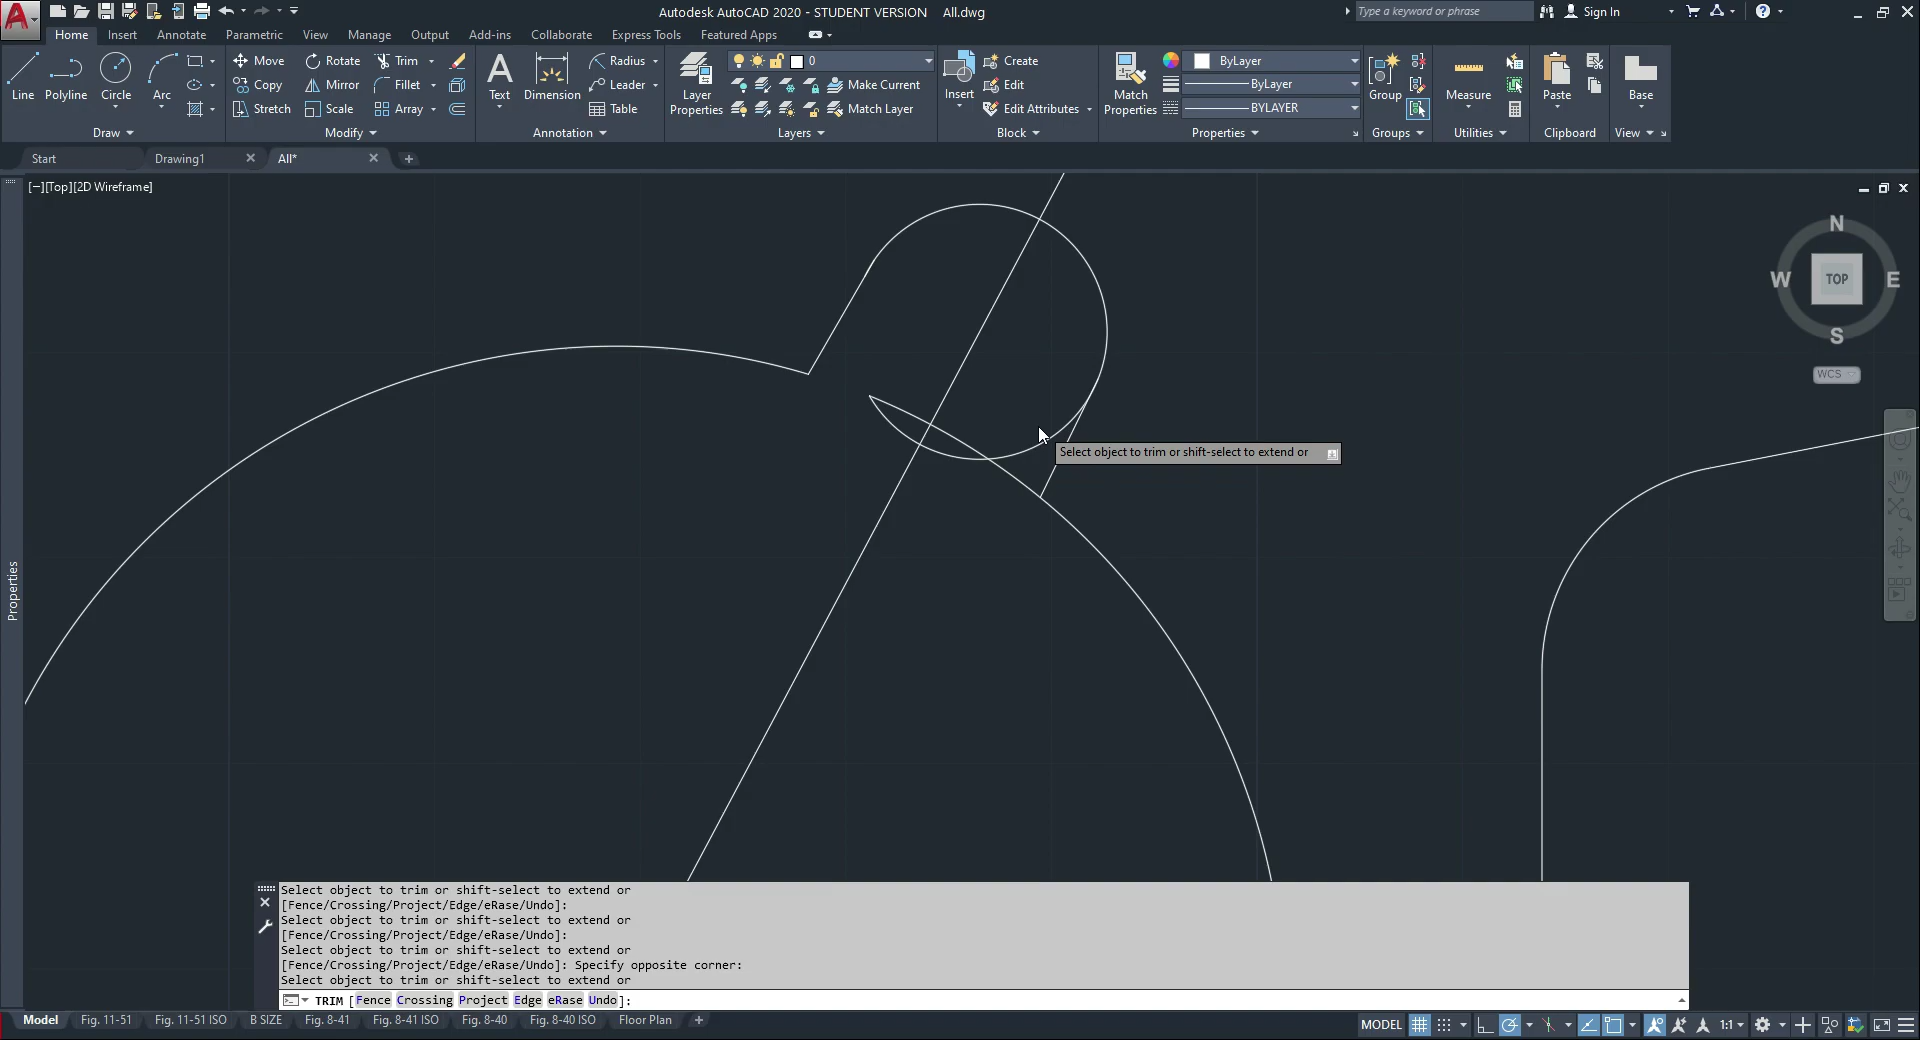 Autodesk AutoCAD 2020 - STUDENT VERSION All.dwg
Type a keyword or phrase
Sign In
Home Insert Annotate Parametric View Manage Output Add-ins Collaborate Express Tools Featured Apps
Line Polyline Circle Arc
Move Rotate Trim
Copy Mirror Fillet
Stretch Scale Array
Text Dimension
Radius
Leader
Table
Layer
Properties
0
Make Current
Match Layer
Insert
Create
Edit
Edit Attributes
Match
Properties
ByLayer
ByLayer
BYLAYER
Group
Measure
Paste
Base
Draw Modify Annotation Layers Block Properties Groups Utilities Clipboard View
Start Drawing1 All*
[−][Top][2D Wireframe]
N
W TOP E
S
WCS
Select object to trim or shift-select to extend or
Properties
Select object to trim or shift-select to extend or
[Fence/Crossing/Project/Edge/eRase/Undo]:
Select object to trim or shift-select to extend or
[Fence/Crossing/Project/Edge/eRase/Undo]:
Select object to trim or shift-select to extend or
[Fence/Crossing/Project/Edge/eRase/Undo]: Specify opposite corner:
Select object to trim or shift-select to extend or
TRIM [Fence Crossing Project Edge eRase Undo]:
Model Fig. 11-51 Fig. 11-51 ISO B SIZE Fig. 8-41 Fig. 8-41 ISO Fig. 8-40 Fig. 8-40 ISO Floor Plan
MODEL 1:1